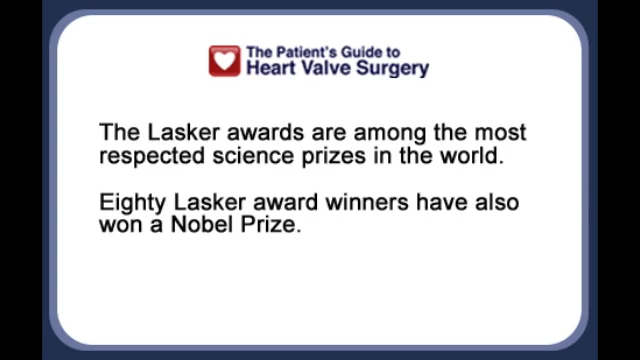 The Patient's Guide to
Heart Valve Surgery
The Lasker awards are among the most
respected science prizes in the world.
Eighty Lasker award winners have also
won a Nobel Prize.